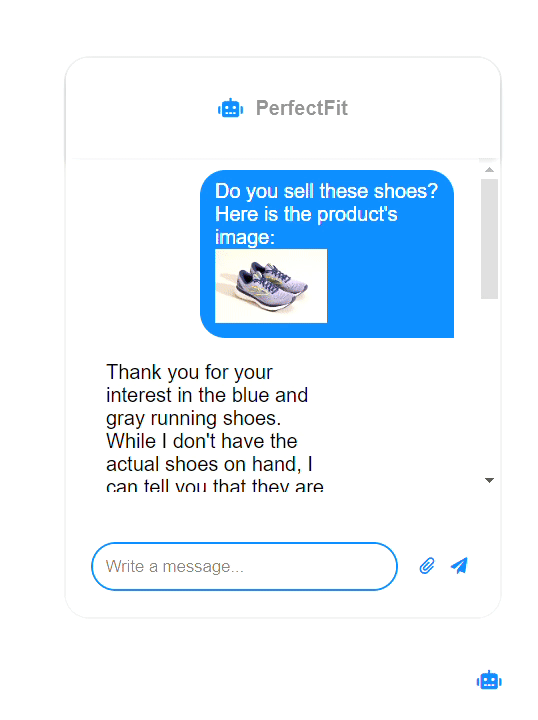 PerfectFit
Do you sell these shoes?
Here is the product's
image:
Thank you for your
interest in the blue and
gray running shoes.
While I don't have the
actual shoes on hand, I
can tell you that they are
Write a message...